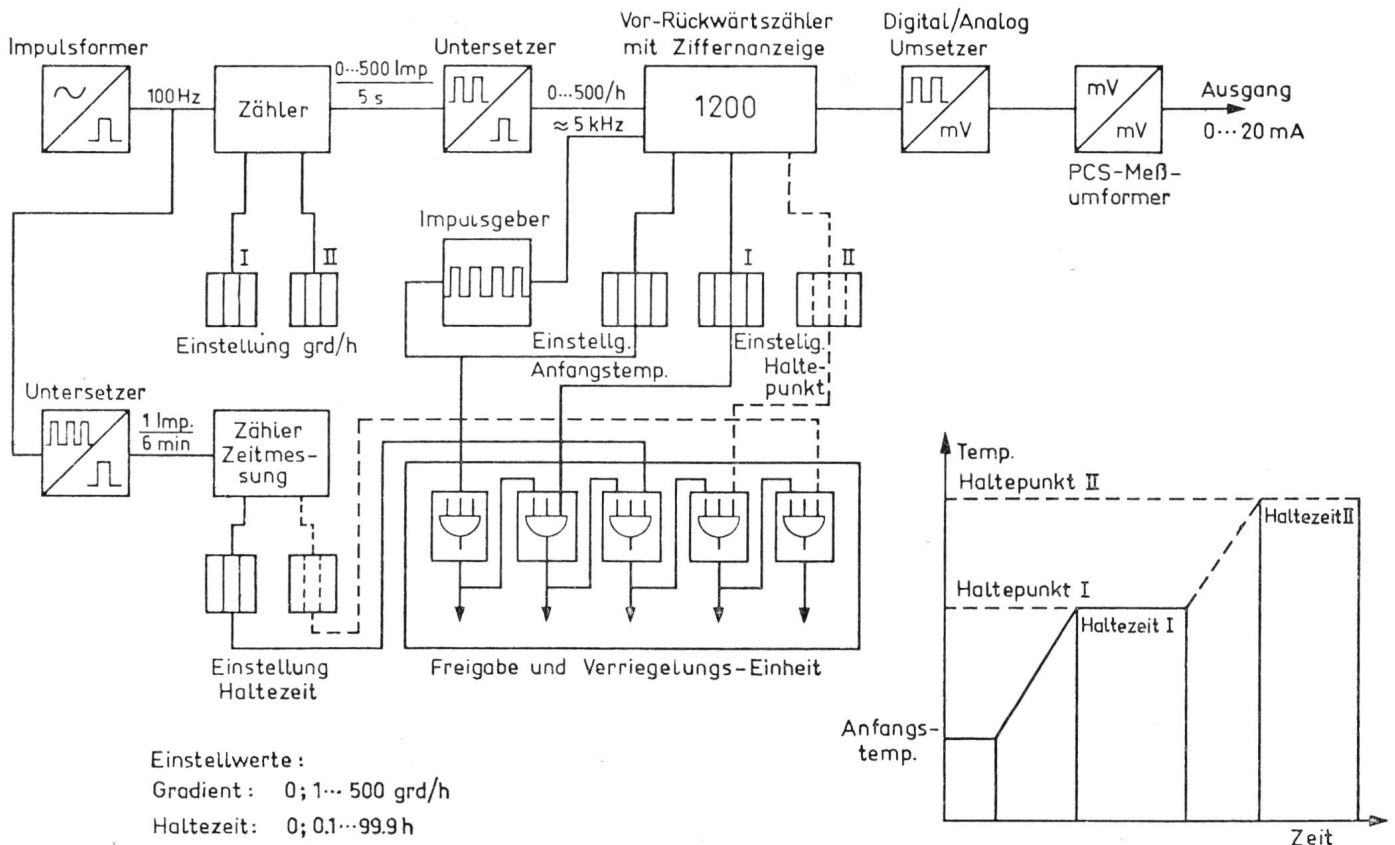 Impulsformer
100 Hz
Zähler
0...500 Imp
5 s
Untersetzer
0...500/h
≈ 5 kHz
Vor-Rückwärtszähler
mit Ziffernanzeige
1200
Digital/Analog
Umsetzer
mV
mV
mV
PCS-Meß-
umformer
Ausgang
0... 20 mA
I
II
Einstellung grd/h
Impulsgeber
Einstellg.
Anfangstemp.
I
II
Einstellg.
Halte-
punkt
Untersetzer
1 Imp.
6 min
Zähler
Zeitmes-
sung
Einstellung
Haltezeit
Freigabe und Verriegelungs-Einheit
Temp.
Haltepunkt II
Haltezeit II
Haltepunkt I
Haltezeit I
Anfangs-
temp.
Zeit
Einstellwerte :
Gradient : 0; 1... 500 grd/h
Haltezeit: 0; 0.1...99.9 h